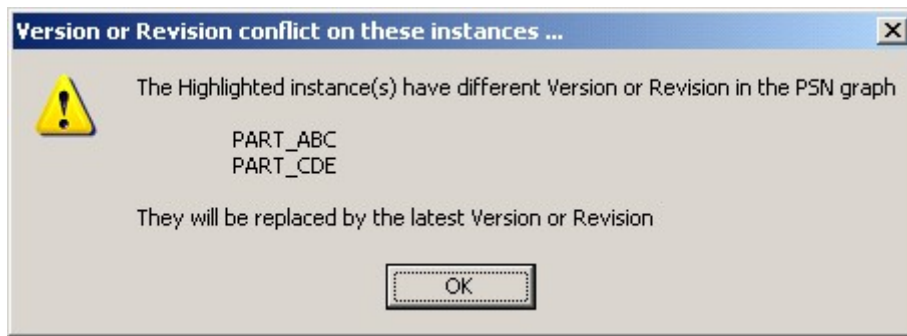 Version or Revision conflict on these instances ...
The Highlighted instance(s) have different Version or Revision in the PSN graph
PART_ABC
PART_CDE
They will be replaced by the latest Version or Revision
OK